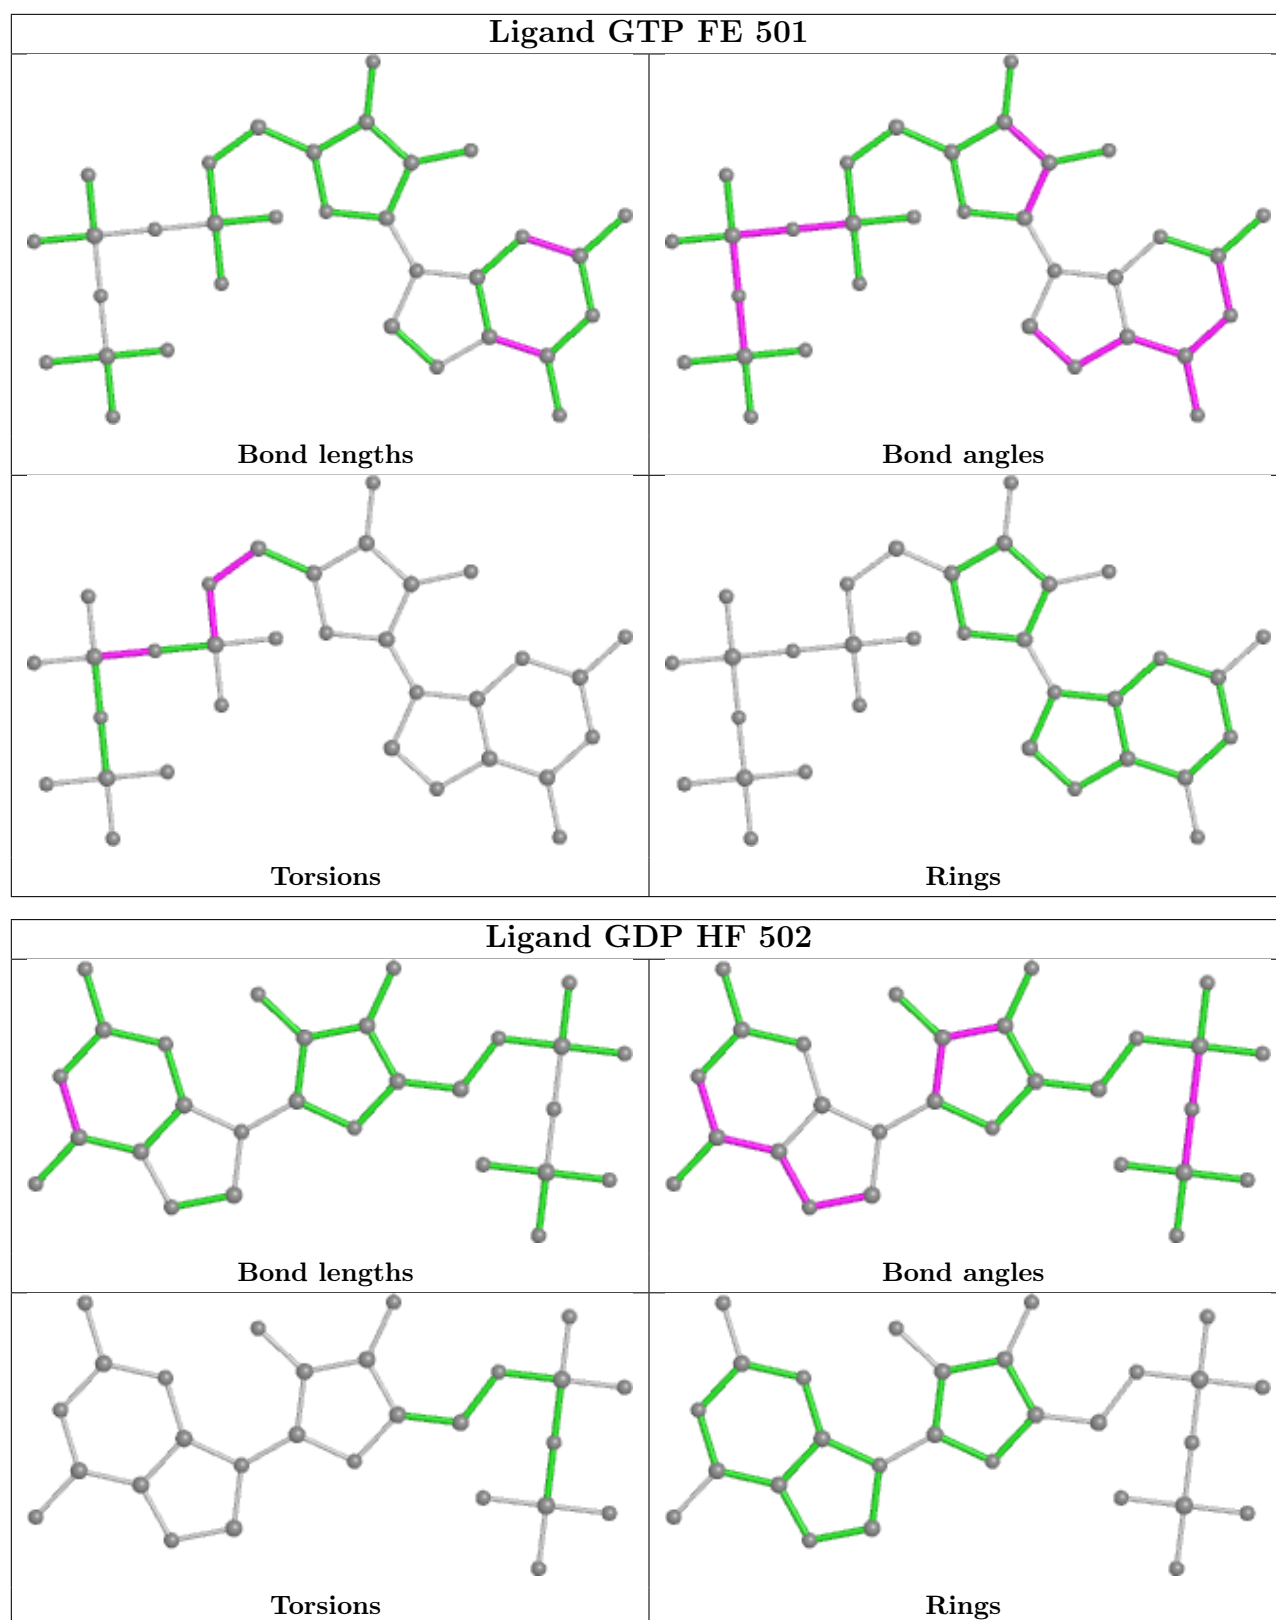 Ligand GTP FE 501
Bond lengths
Bond angles
Torsions
Rings
Ligand GDP HF 502
Bond lengths
Bond angles
Torsions
Rings